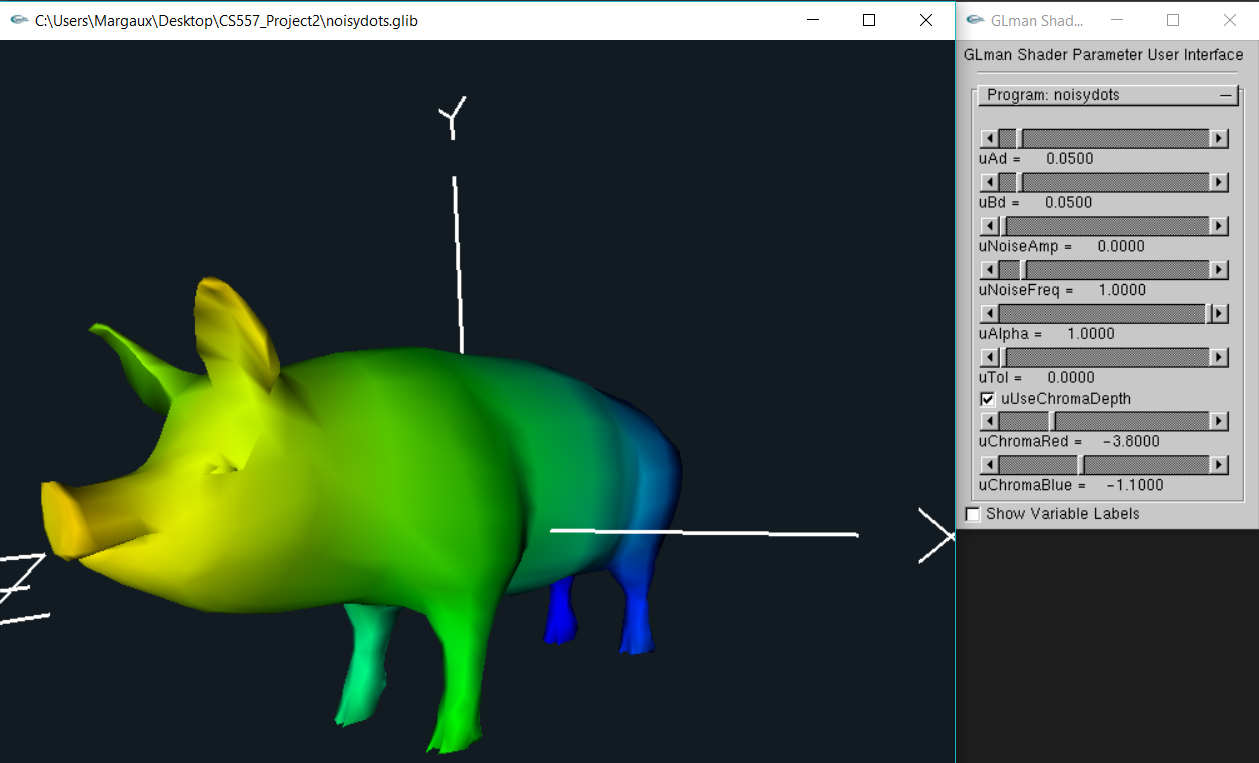 C:\Users\Margaux\Desktop\CS557_Project2\noisydots.glib
GLman Shad...
GLman Shader Parameter User Interface
Program: noisydots
uAd = 0.0500
uBd = 0.0500
uNoiseAmp = 0.0000
uNoiseFreq = 1.0000
uAlpha = 1.0000
uTol = 0.0000
uUseChromaDepth
uChromaRed = -3.8000
uChromaBlue = -1.1000
Show Variable Labels
Y
X
Z